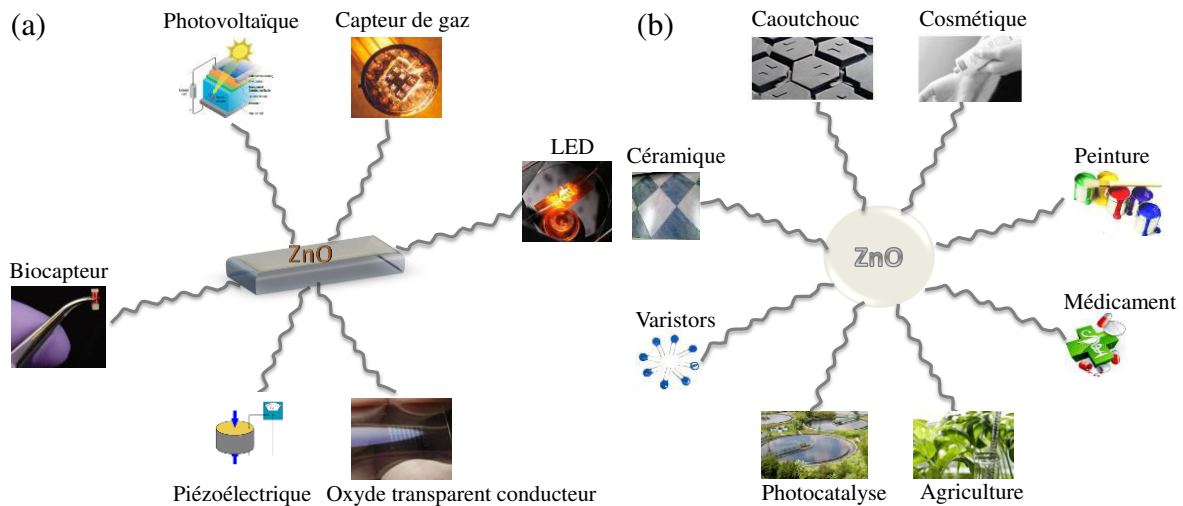 (a)
Photovoltaïque
Capteur de gaz
LED
ZnO
Biocapteur
Piézoélectrique
Oxyde transparent conducteur
(b)
Caoutchouc
Cosmétique
Céramique
Peinture
ZnO
Varistors
Médicament
Photocatalyse
Agriculture